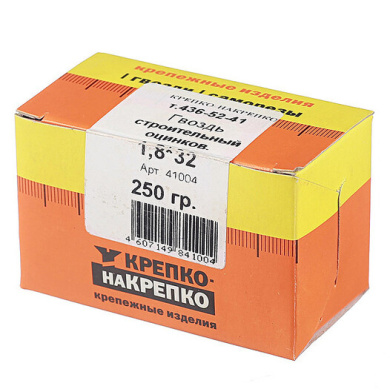 крепежные изделия
гвозди / саморезы
КРЕПКО-НАКРЕПКО
т.436-52-41
Гвоздь
строительный
оцинков.
1,8*32
Арт 41004
250 гр.
4 607149 841004
КРЕПКО-
НАКРЕПКО
крепежные изделия